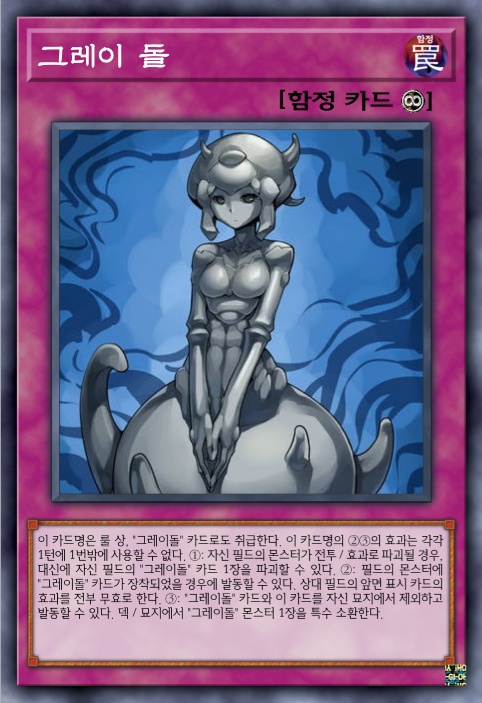 그레이 돌
함정
罠
[함정 카드 ]
이 카드명은 룰 상, "그레이돌" 카드로도 취급한다. 이 카드명의 ②③의 효과는 각각
1턴에 1번밖에 사용할 수 없다. ①: 자신 필드의 몬스터가 전투 / 효과로 파괴될 경우,
대신에 자신 필드의 "그레이돌" 카드 1장을 파괴할 수 있다. ②: 필드의 몬스터에
"그레이돌" 카드가 장착되었을 경우에 발동할 수 있다. 상대 필드의 앞면 표시 카드의
효과를 전부 무효로 한다. ③: "그레이돌" 카드와 이 카드를 자신 묘지에서 제외하고
발동할 수 있다. 덱 / 묘지에서 "그레이돌" 몬스터 1장을 특수 소환한다.